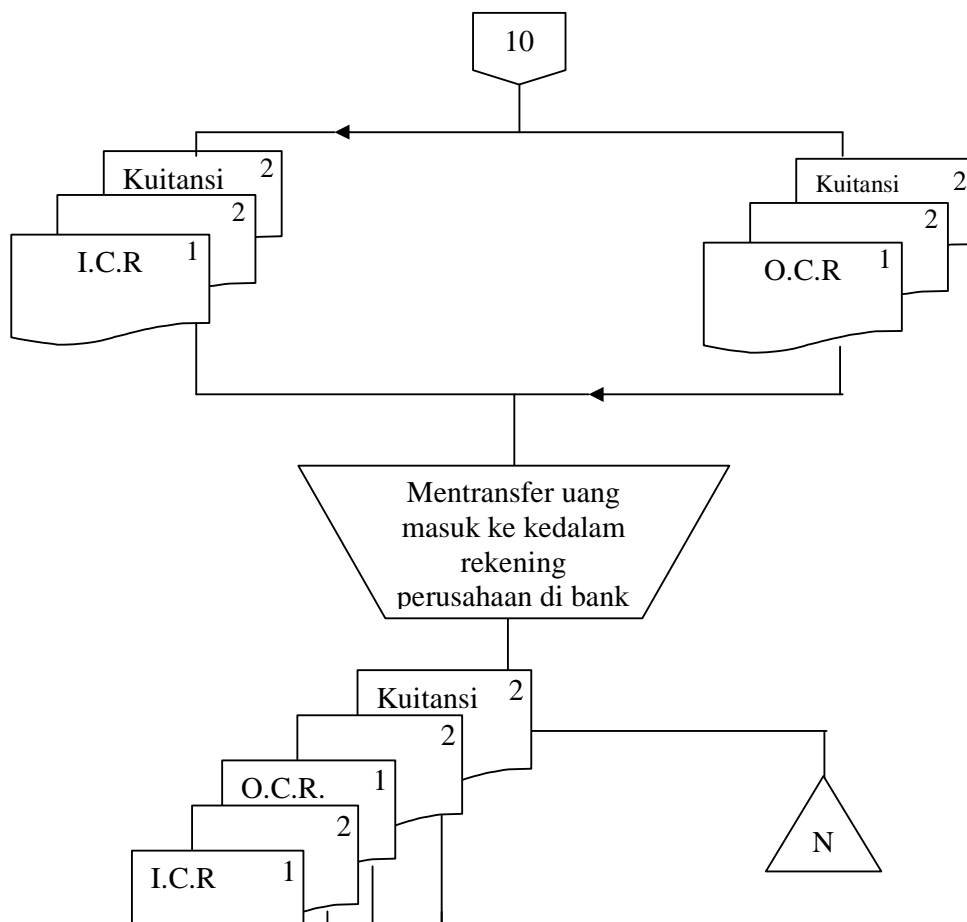 10
Kuitansi 2
2
I.C.R 1
Kuitansi 2
2
O.C.R 1
Mentransfer uang
masuk ke kedalam
rekening
perusahaan di bank
Kuitansi 2
2
O.C.R. 1
2
I.C.R 1
N